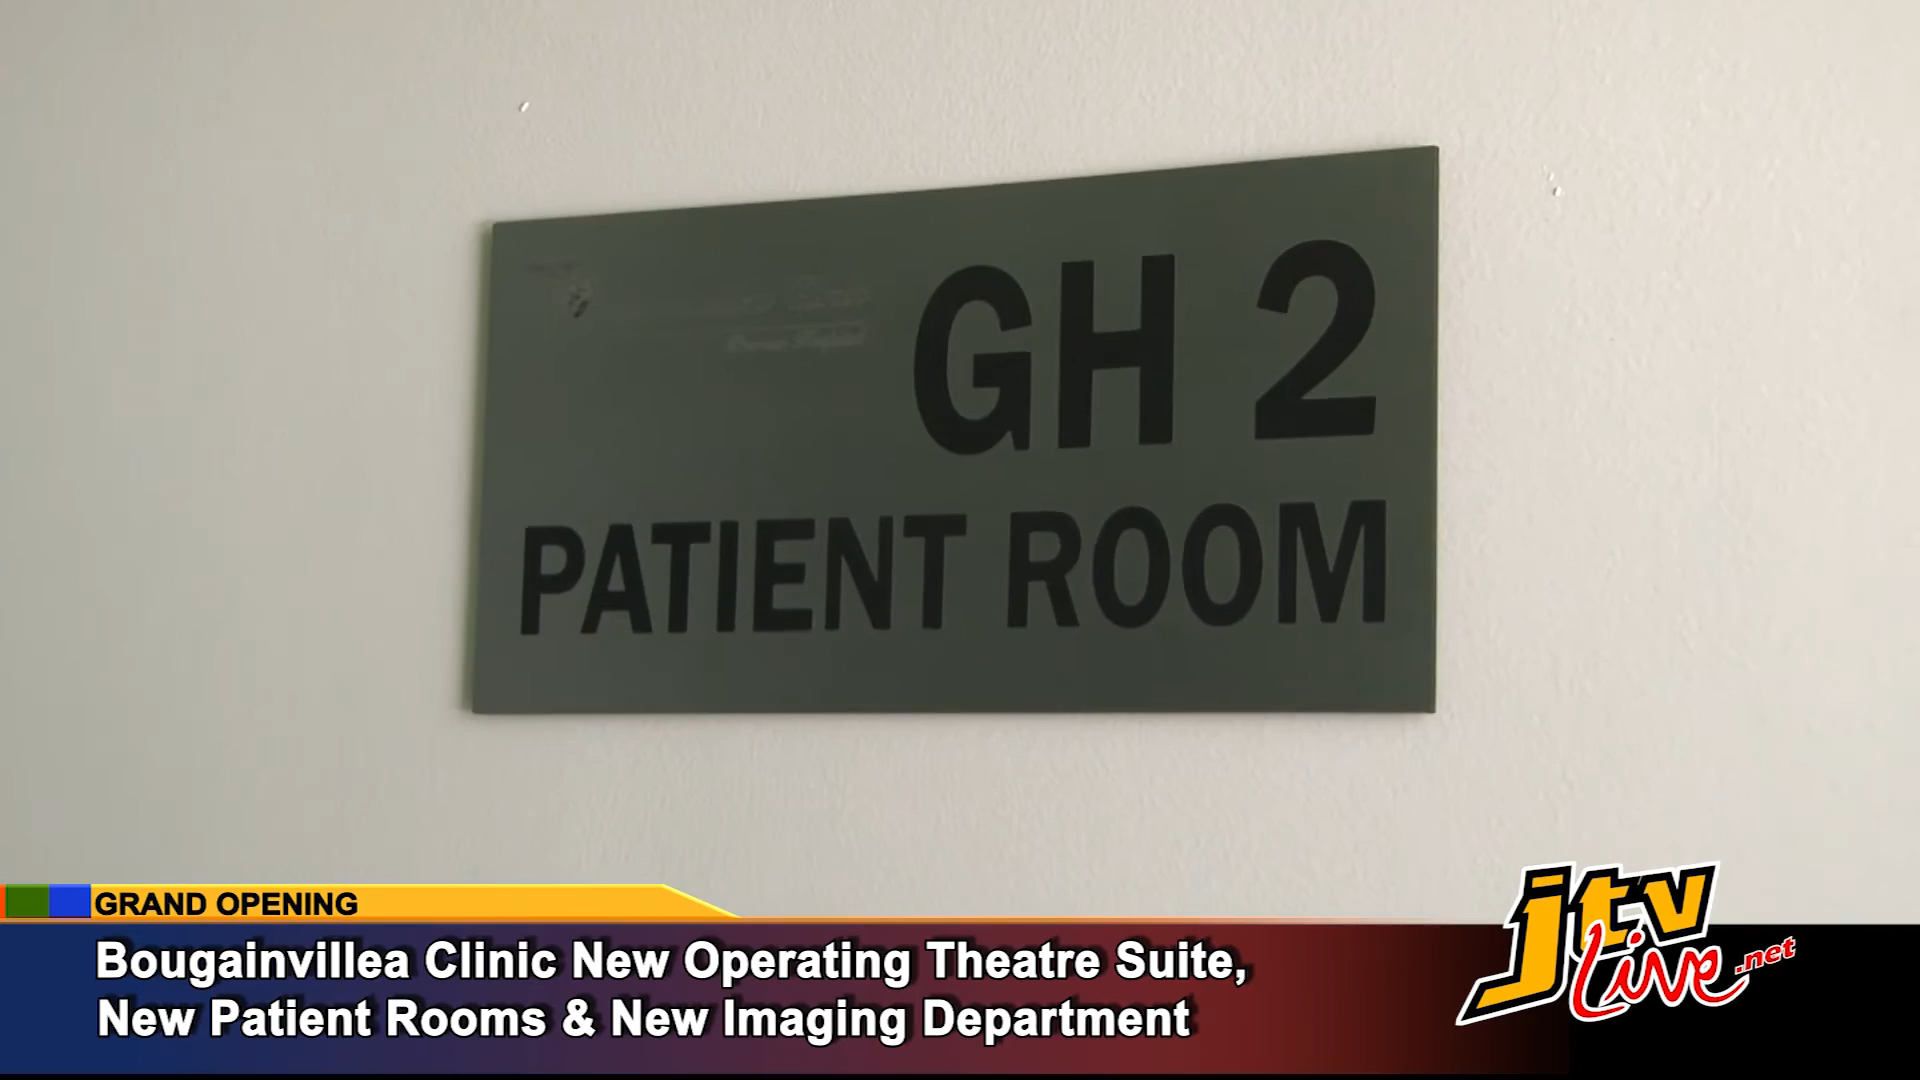 GH 2
PATIENT ROOM
GRAND OPENING
Bougainvillea Clinic New Operating Theatre Suite,
New Patient Rooms & New Imaging Department
jtv
Live.net